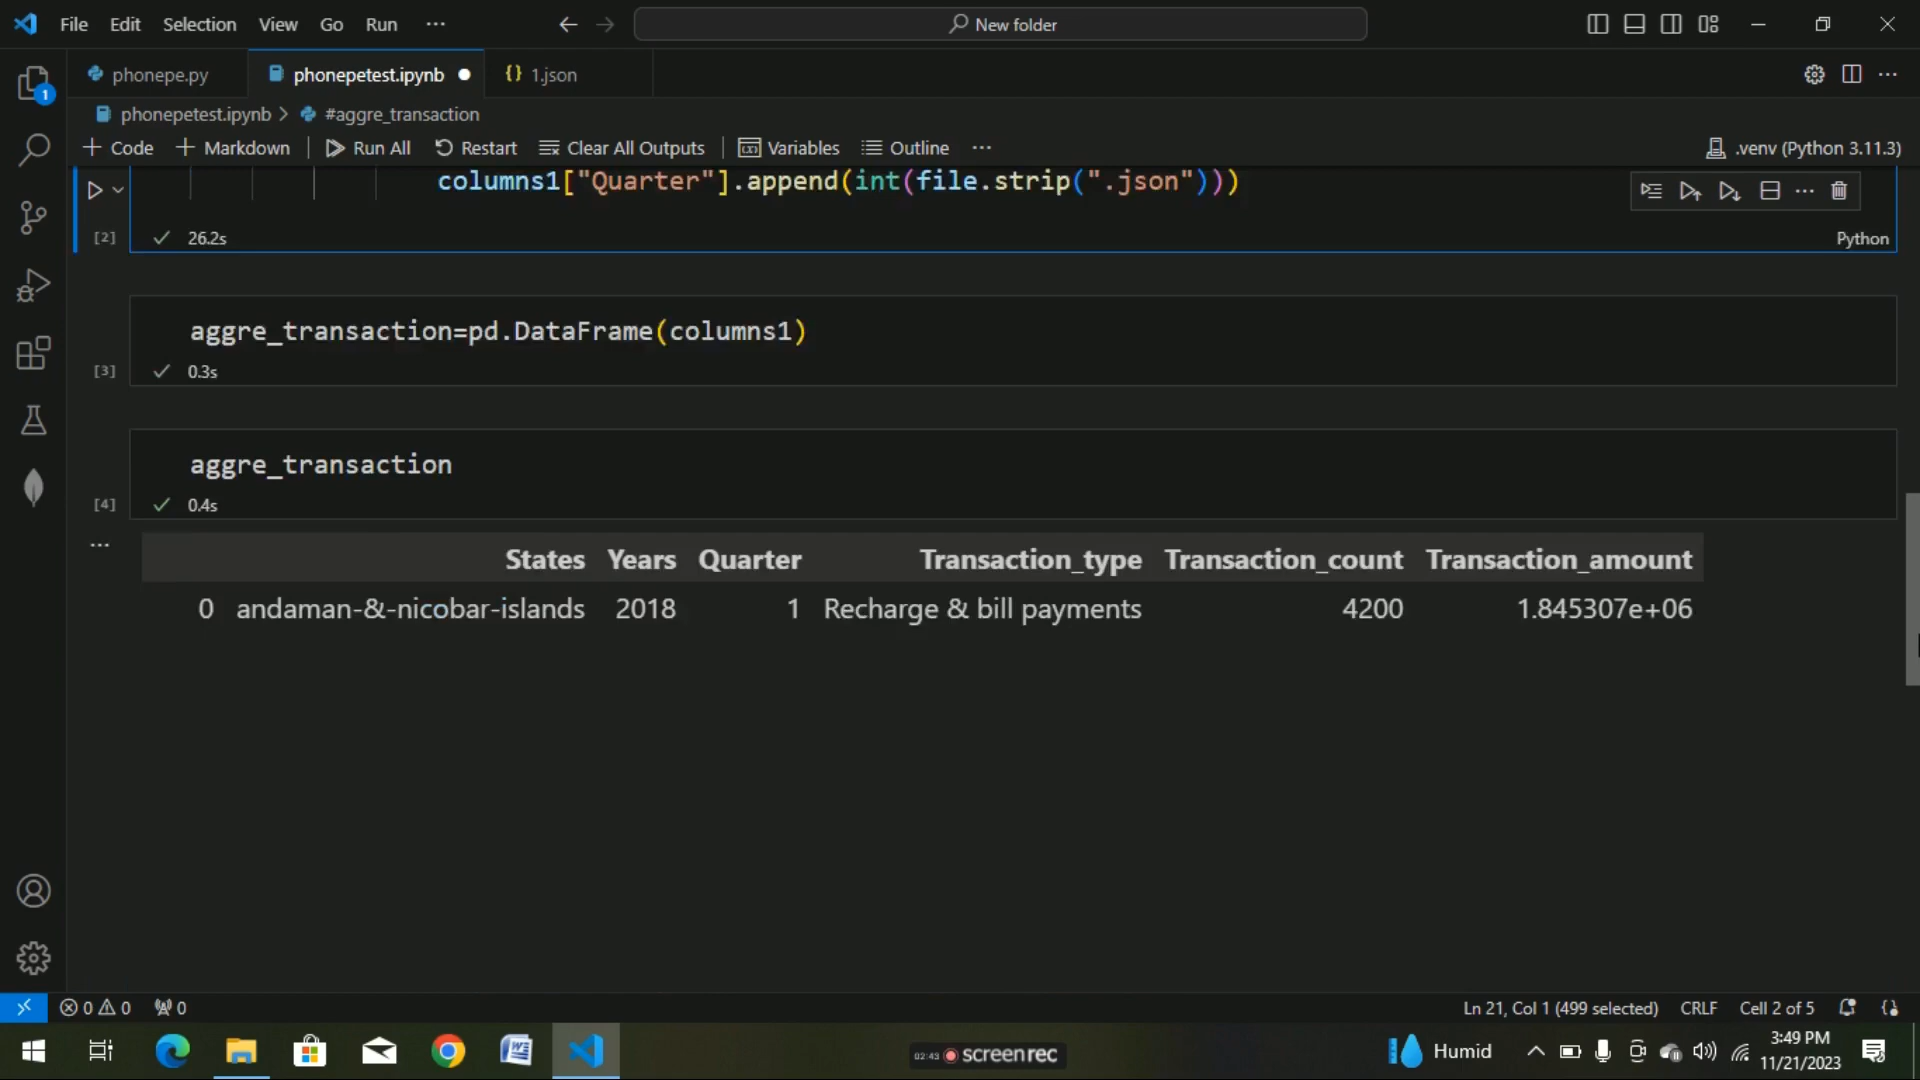 File Edit Selection View Go Run ··· New folder
phonepe.py phonepetest.ipynb {} 1.json
phonepetest.ipynb > #aggre_transaction
+ Code + Markdown Run All Restart Clear All Outputs Variables Outline ··· .venv (Python 3.11.3)
columns1["Quarter"].append(int(file.strip(".json")))
[2] 26.2s Python
aggre_transaction=pd.DataFrame(columns1)
[3] 0.3s
aggre_transaction
[4] 0.4s
States Years Quarter Transaction_type Transaction_count Transaction_amount
0 andaman-&-nicobar-islands 2018 1 Recharge & bill payments 4200 1.845307e+06
0 0 0 Ln 21, Col 1 (499 selected) CRLF Cell 2 of 5
02:43 screenrec Humid 3:49 PM
11/21/2023
1